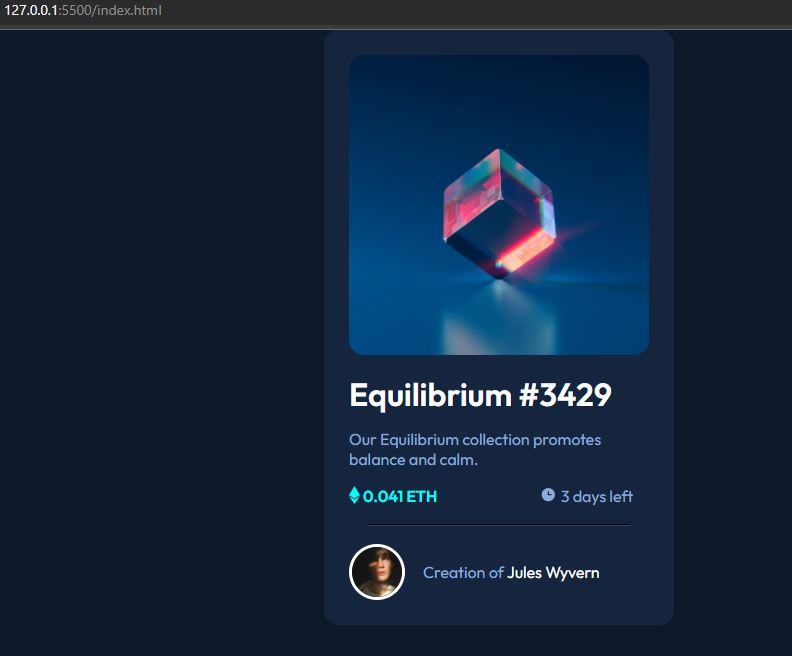 127.0.0.1:5500/index.html
Equilibrium #3429
Our Equilibrium collection promotes
balance and calm.
0.041 ETH 3 days left
Creation of Jules Wyvern